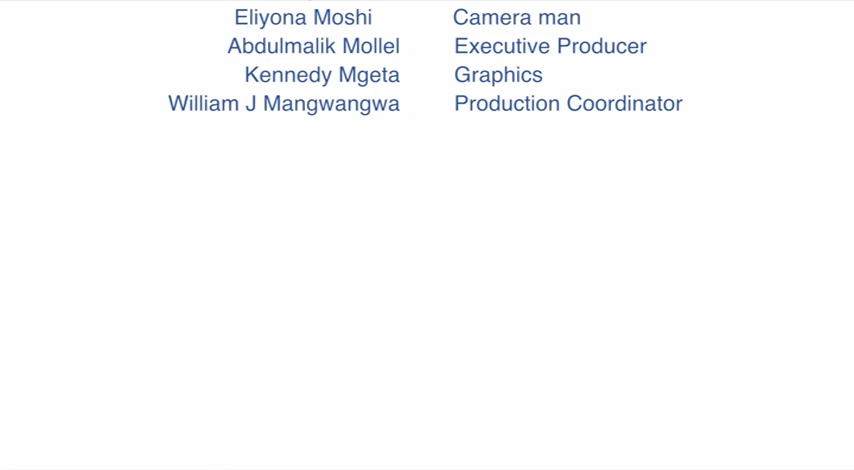 Eliyona Moshi Camera man
Abdulmalik Mollel Executive Producer
Kennedy Mgeta Graphics
William J Mangwangwa Production Coordinator